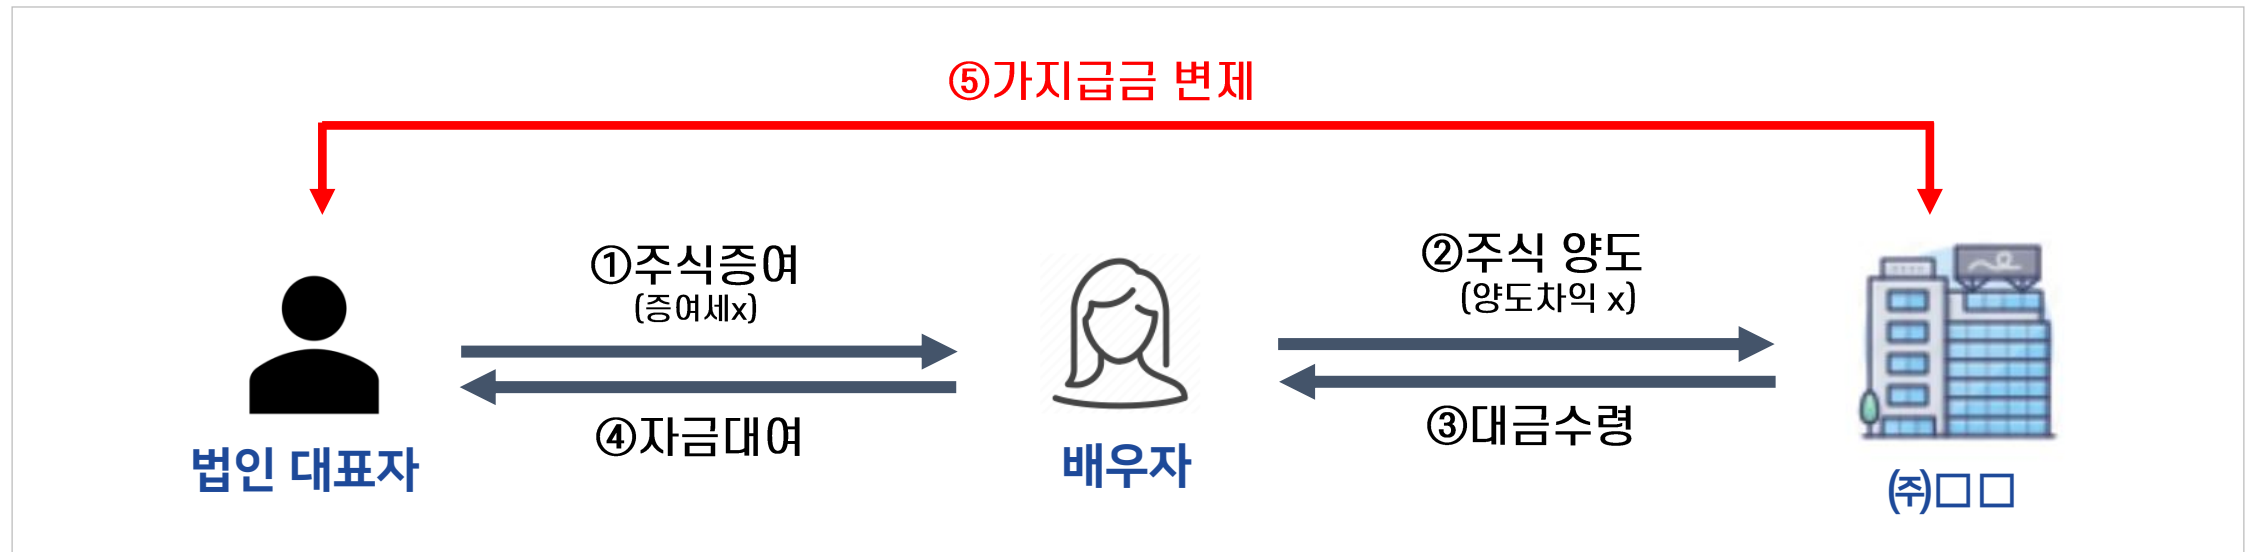 ⑤가지급금 변제
①주식증여
(증여세x)
②주식 양도
(양도차익 x)
④자금대여
③대금수령
법인 대표자
배우자
㈜□□